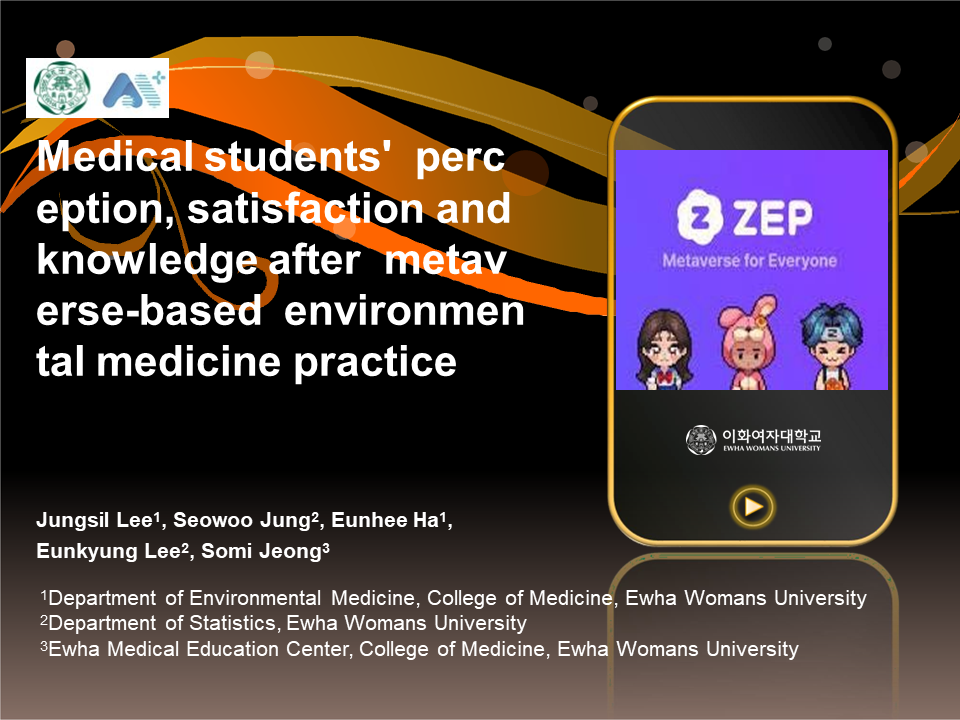 Medical students' perc
eption, satisfaction and
knowledge after metav
erse-based environmen
tal medicine practice
Z ZEP
Metaverse for Everyone
이화여자대학교
EWHA WOMANS UNIVERSITY
Jungsil Lee¹, Seowoo Jung², Eunhee Ha¹,
Eunkyung Lee², Somi Jeong³
¹Department of Environmental Medicine, College of Medicine, Ewha Womans University
²Department of Statistics, Ewha Womans University
³Ewha Medical Education Center, College of Medicine, Ewha Womans University